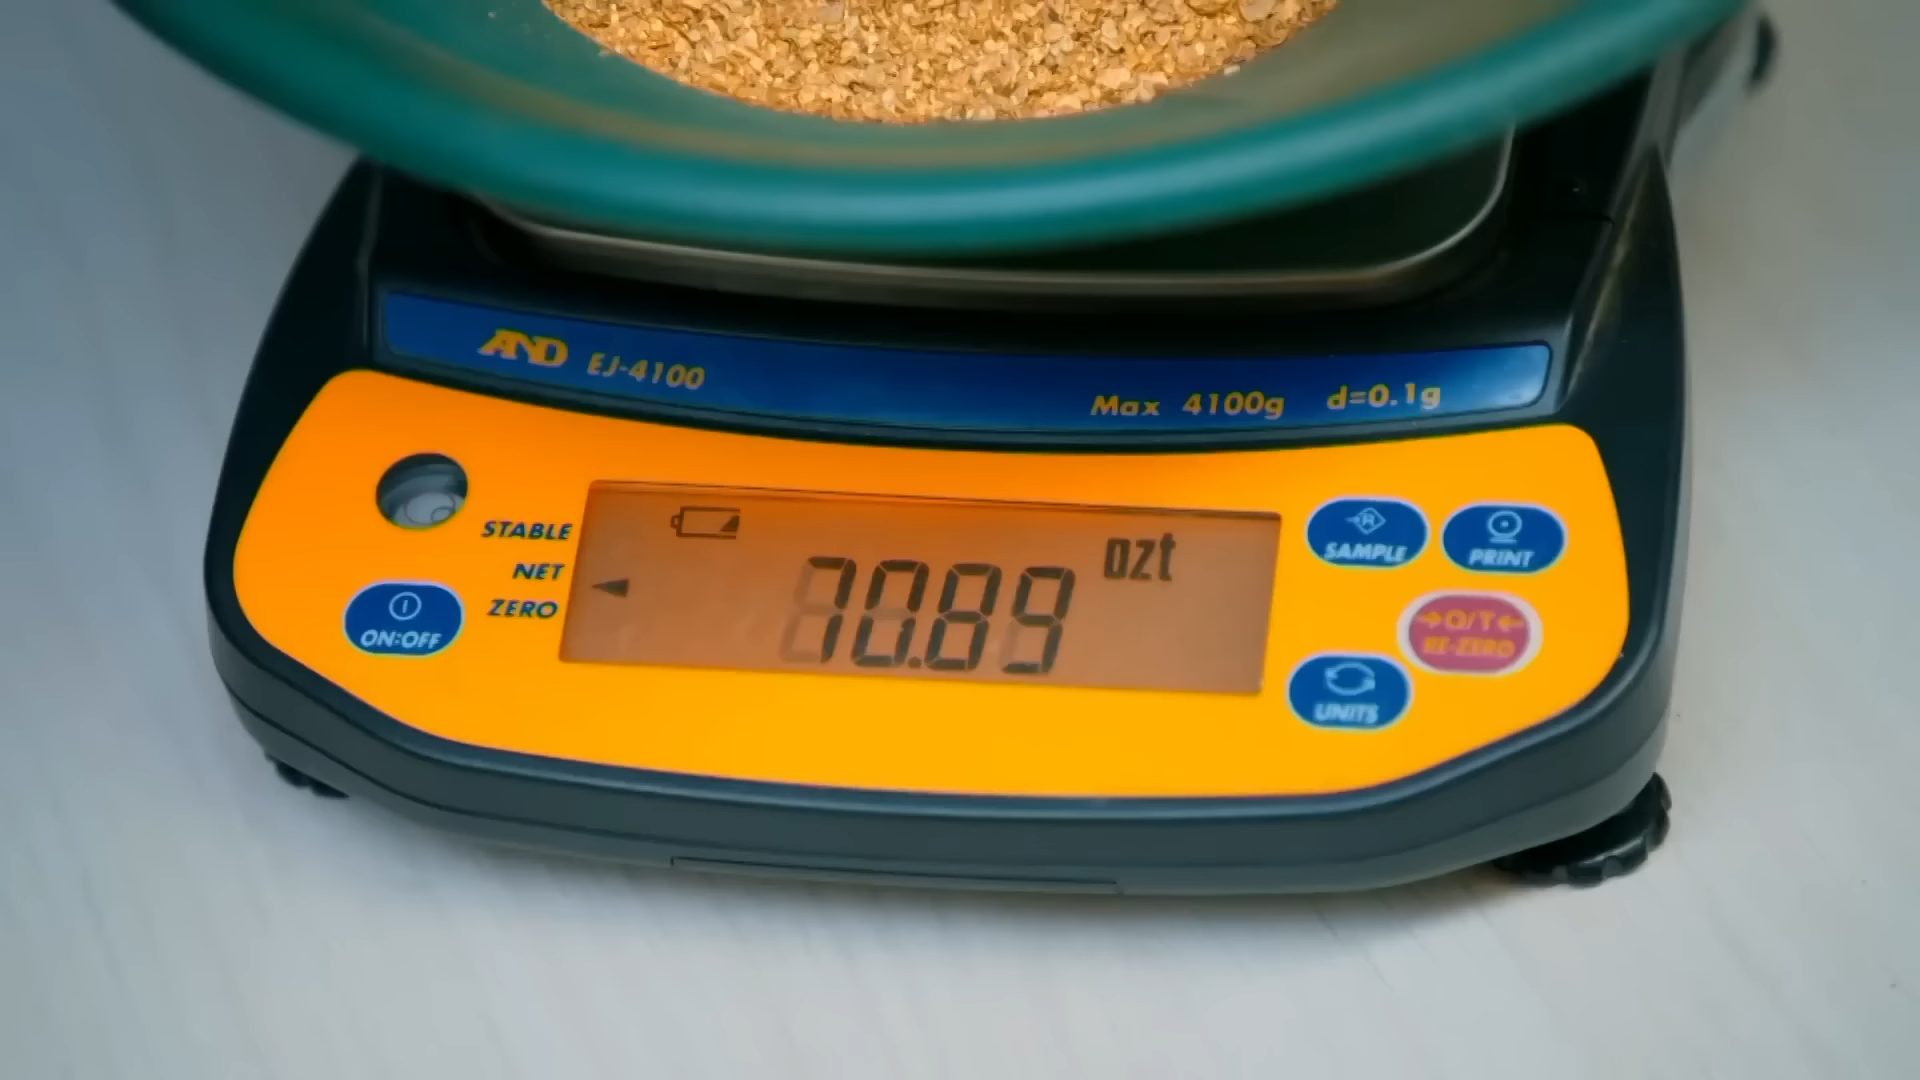 AND EJ-4100
Max 4100g d=0.1g
STABLE
NET
ZERO
ON:OFF
70.89 ozt
SAMPLE
PRINT
→O/T←
RE-ZERO
UNITS